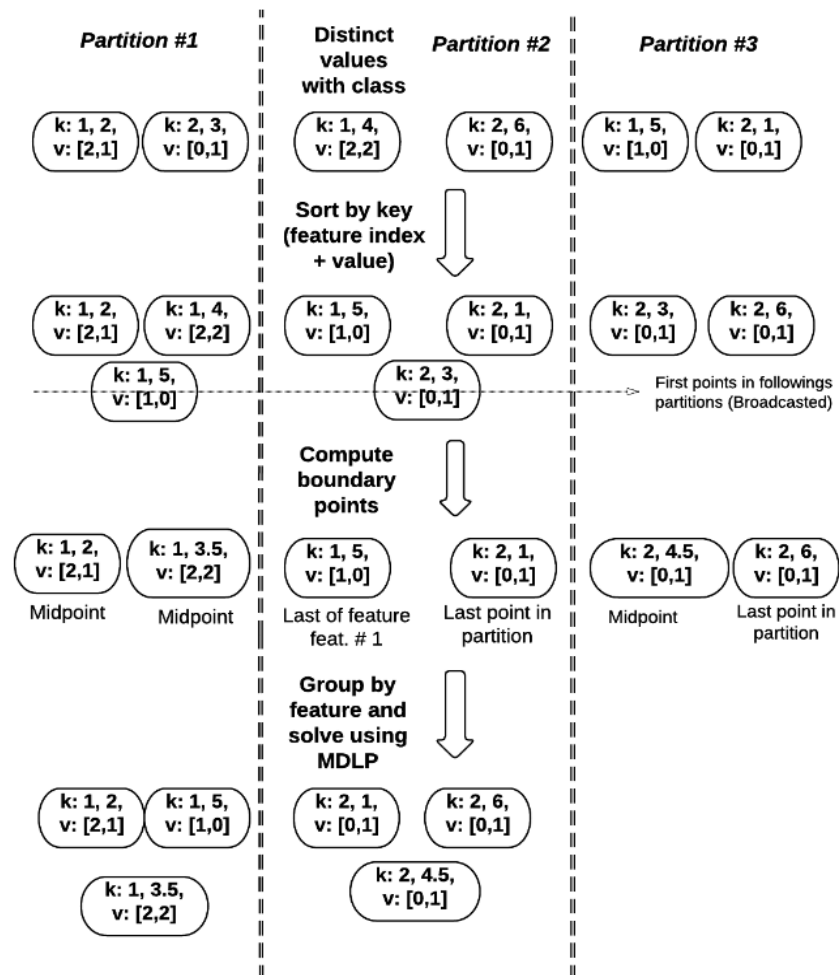 Partition #1
Distinct
values
with class
Partition #2
Partition #3
k: 1, 2,
v: [2,1]
k: 2, 3,
v: [0,1]
k: 1, 4,
v: [2,2]
k: 2, 6,
v: [0,1]
k: 1, 5,
v: [1,0]
k: 2, 1,
v: [0,1]
Sort by key
(feature index
+ value)
k: 1, 2,
v: [2,1]
k: 1, 4,
v: [2,2]
k: 1, 5,
v: [1,0]
k: 2, 1,
v: [0,1]
k: 2, 3,
v: [0,1]
k: 2, 6,
v: [0,1]
k: 1, 5,
v: [1,0]
k: 2, 3,
v: [0,1]
First points in followings
partitions (Broadcasted)
Compute
boundary
points
k: 1, 2,
v: [2,1]
k: 1, 3.5,
v: [2,2]
k: 1, 5,
v: [1,0]
k: 2, 1,
v: [0,1]
k: 2, 4.5,
v: [0,1]
k: 2, 6,
v: [0,1]
Midpoint
Midpoint
Last of feature
feat. # 1
Last point in
partition
Midpoint
Last point in
partition
Group by
feature and
solve using
MDLP
k: 1, 2,
v: [2,1]
k: 1, 5,
v: [1,0]
k: 2, 1,
v: [0,1]
k: 2, 6,
v: [0,1]
k: 1, 3.5,
v: [2,2]
k: 2, 4.5,
v: [0,1]